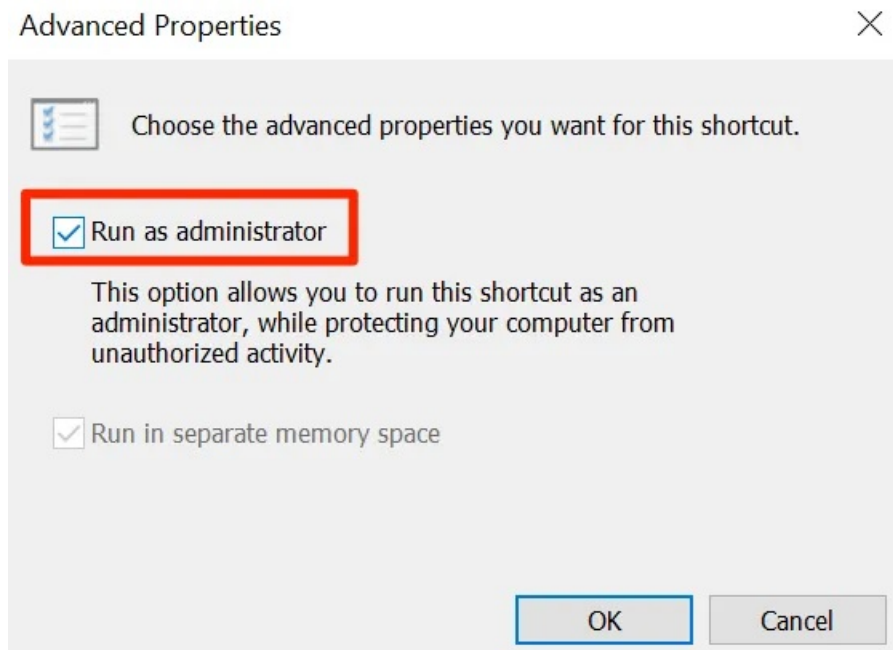 Advanced Properties
Choose the advanced properties you want for this shortcut.
Run as administrator
This option allows you to run this shortcut as an
administrator, while protecting your computer from
unauthorized activity.
Run in separate memory space
OK
Cancel